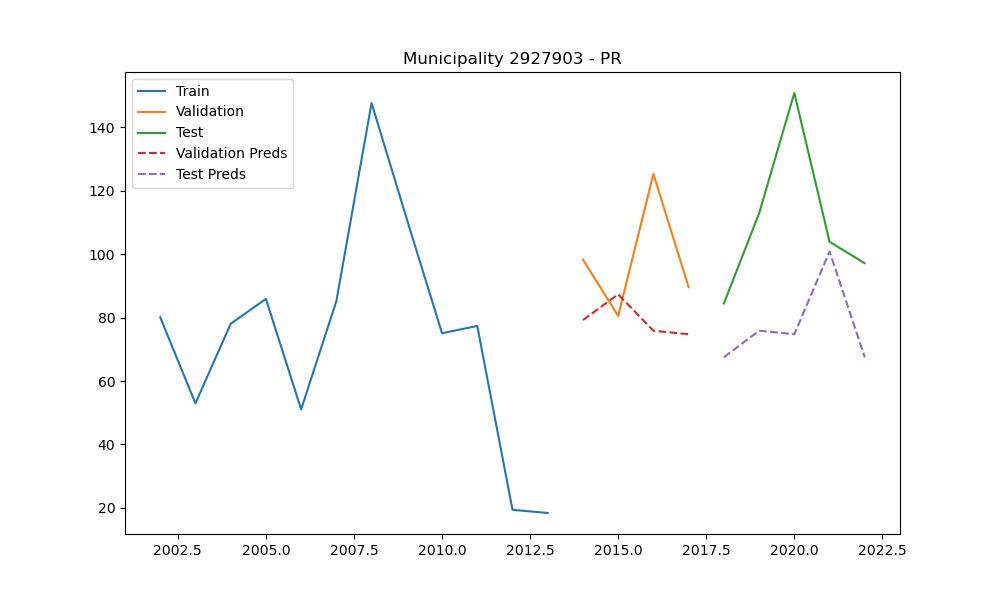 Municipality 2927903 - PR
Train
Validation
Test
Validation Preds
Test Preds
140
120
100
80
60
40
20
2002.5 2005.0 2007.5 2010.0 2012.5 2015.0 2017.5 2020.0 2022.5